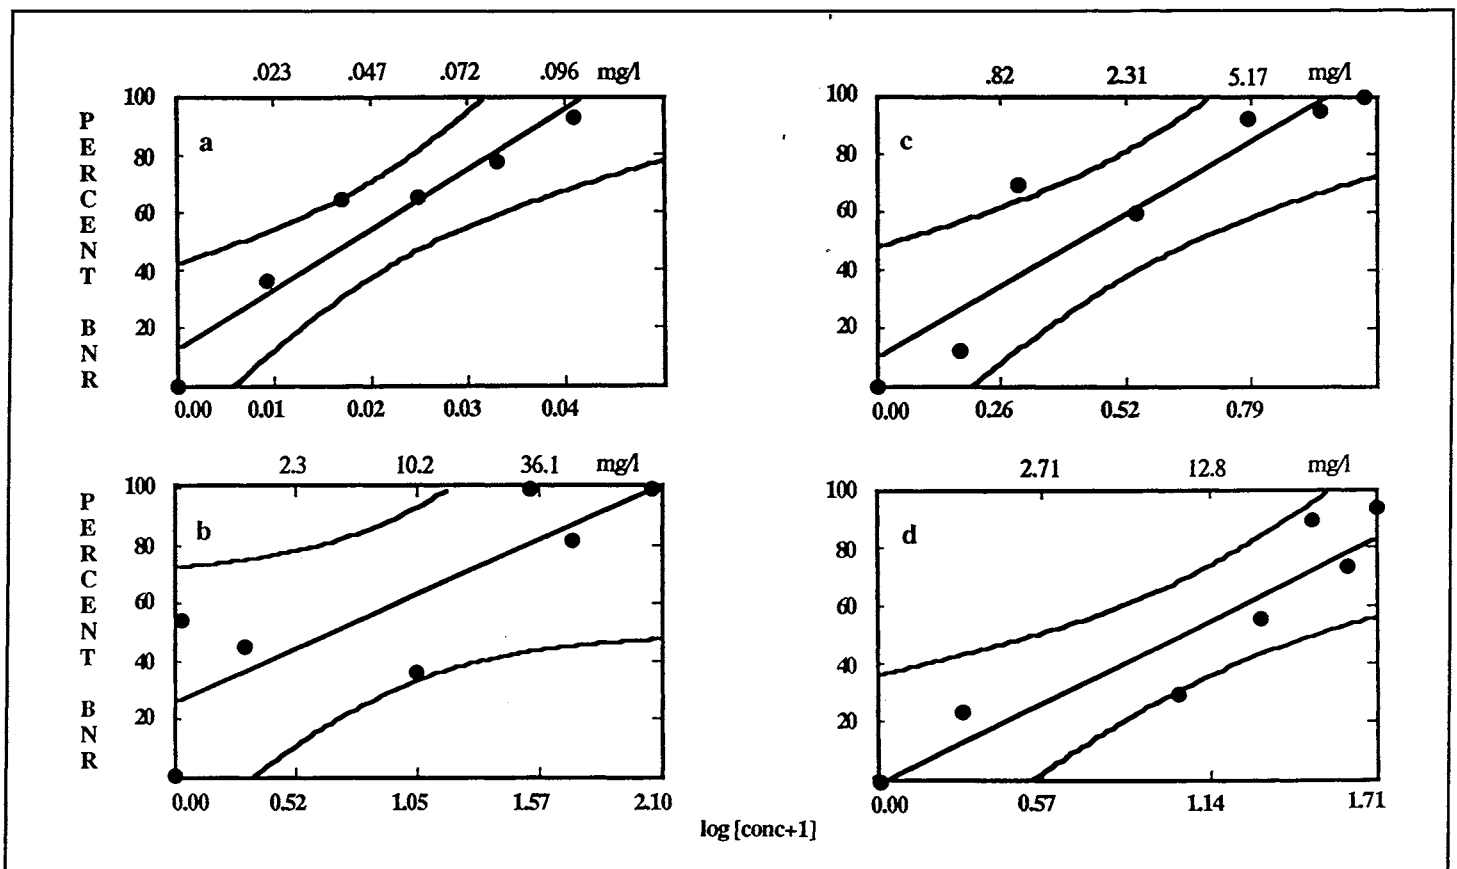 .023 .047 .072 .096 mg/l
PERCENT BNR
100
80
60
40
20
a
0.00 0.01 0.02 0.03 0.04
.82 2.31 5.17 mg/l
100
80
60
40
20
c
0.00 0.26 0.52 0.79
2.3 10.2 36.1 mg/l
PERCENT BNR
100
80
60
40
20
b
0.00 0.52 1.05 1.57 2.10
2.71 12.8 mg/l
100
80
60
40
20
d
0.00 0.57 1.14 1.71
log [conc+1]